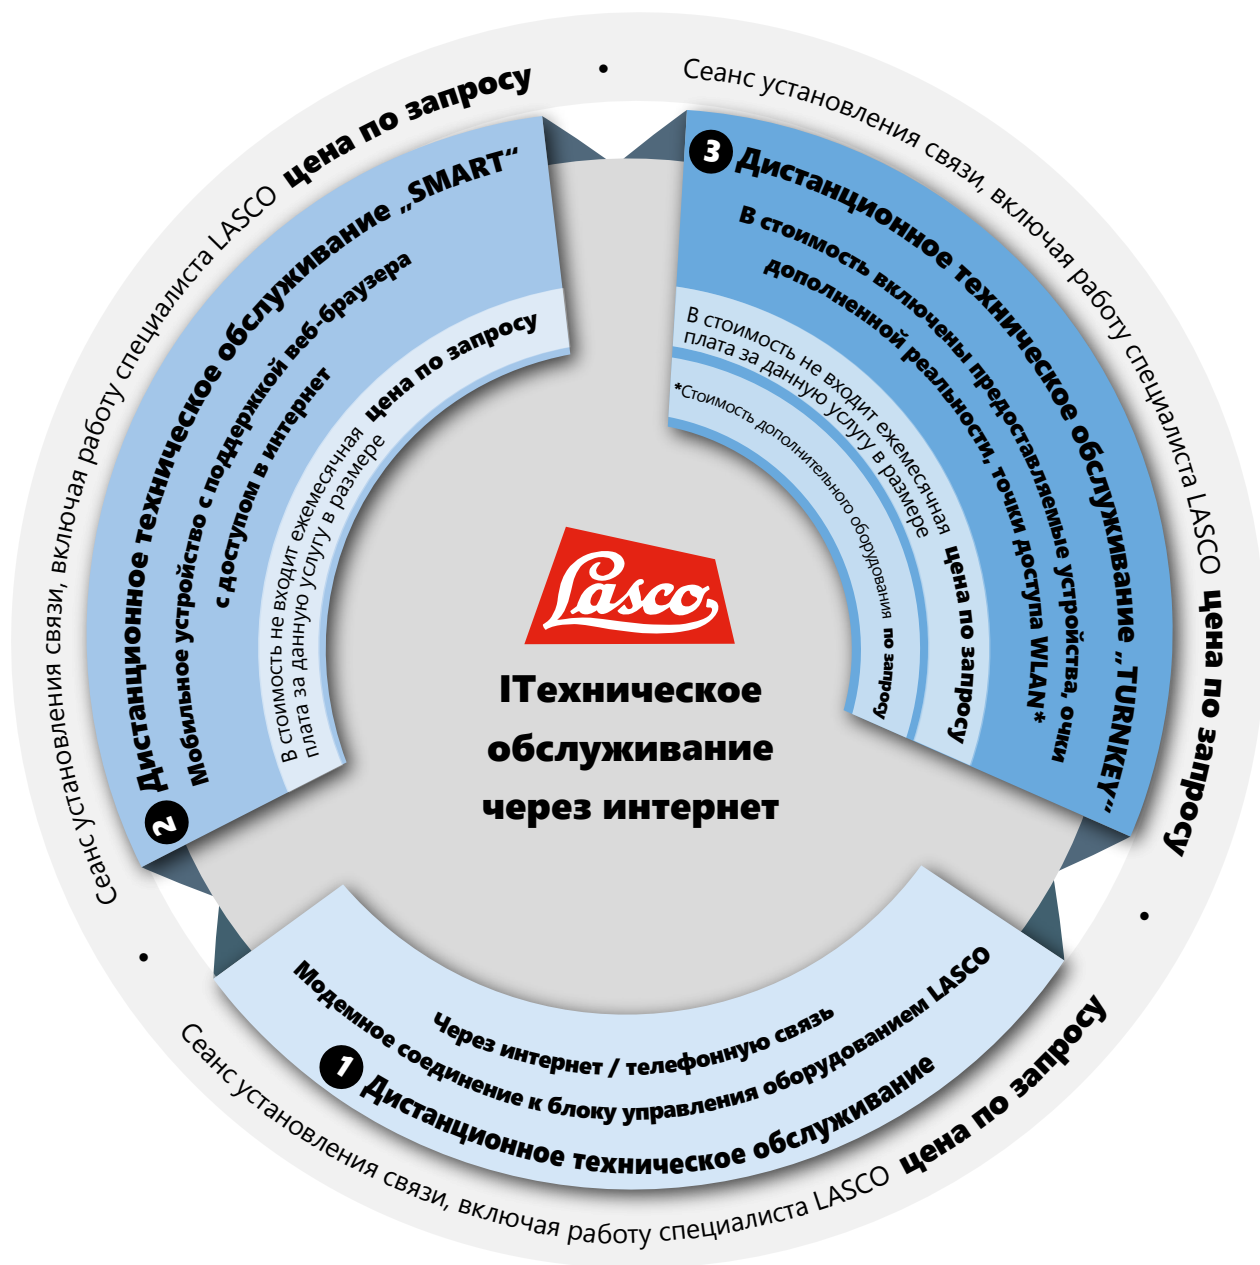 Lasco
ITехническое
обслуживание
через интернет
1
Дистанционное техническое обслуживание
Модемное соединение к блоку управления оборудованием LASCO
Через интернет / телефонную связь
Сеанс установления связи, включая работу специалиста LASCO цена по запросу
•
2
Дистанционное техническое обслуживание „SMART“
Мобильное устройство с поддержкой веб-браузера
с доступом в интернет
В стоимость не входит ежемесячная
плата за данную услугу в размере
цена по запросу
Сеанс установления связи, включая работу специалиста LASCO цена по запросу
•
3
Дистанционное техническое обслуживание „TURNKEY“
В стоимость включены предоставляемые устройства, очки
дополненной реальности, точки доступа WLAN*
В стоимость не входит ежемесячная
плата за данную услугу в размере
цена по запросу
*Стоимость дополнительного оборудования по запросу
Сеанс установления связи, включая работу специалиста LASCO цена по запросу
•